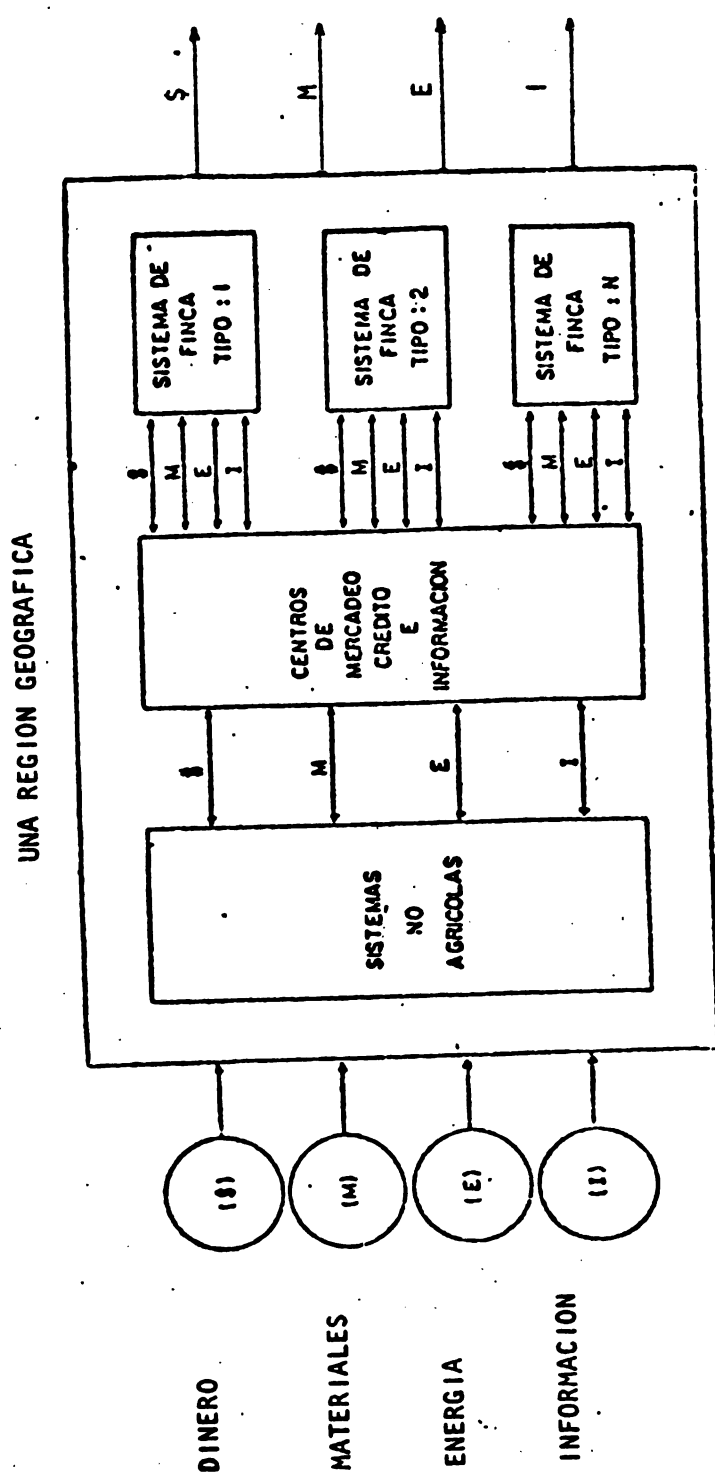 UNA REGION GEOGRAFICA
DINERO
($)
MATERIALES
(M)
ENERGIA
(E)
INFORMACION
(I)
SISTEMAS
NO
AGRICOLAS
$
M
E
I
CENTROS
DE
MERCADEO
CREDITO
E
INFORMACION
$
M
E
I
SISTEMA DE
FINCA
TIPO : 1
$
M
E
I
SISTEMA DE
FINCA
TIPO : 2
$
M
E
I
SISTEMA DE
FINCA
TIPO : N
$
M
E
I